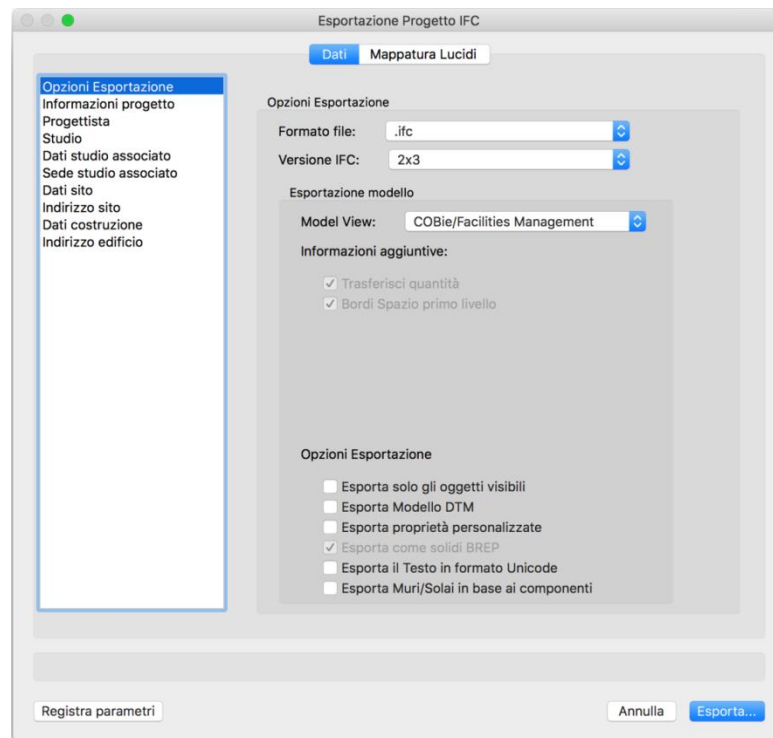 Esportazione Progetto IFC
Dati
Mappatura Lucidi
Opzioni Esportazione
Informazioni progetto
Progettista
Studio
Dati studio associato
Sede studio associato
Dati sito
Indirizzo sito
Dati costruzione
Indirizzo edificio
Opzioni Esportazione
Formato file: .ifc
Versione IFC: 2x3
Esportazione modello
Model View: COBie/Facilities Management
Informazioni aggiuntive:
Trasferisci quantità
Bordi Spazio primo livello
Opzioni Esportazione
Esporta solo gli oggetti visibili
Esporta Modello DTM
Esporta proprietà personalizzate
Esporta come solidi BREP
Esporta il Testo in formato Unicode
Esporta Muri/Solai in base ai componenti
Registra parametri
Annulla
Esporta...